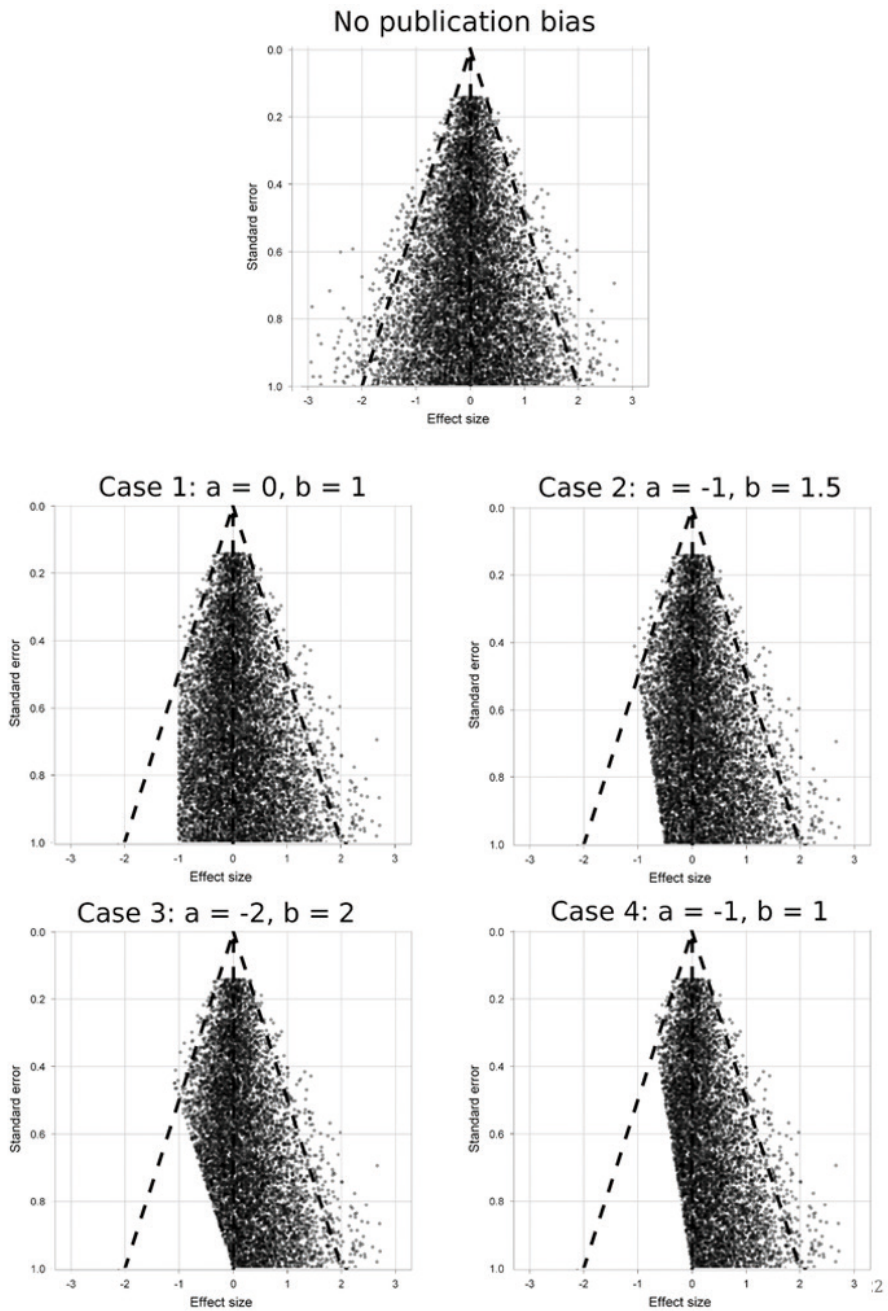 No publication bias
0.0
0.2
0.4
0.6
0.8
1.0
Standard error
-3 -2 -1 0 1 2 3
Effect size
Case 1: a = 0, b = 1
0.0
0.2
0.4
0.6
0.8
1.0
Standard error
-3 -2 -1 0 1 2 3
Effect size
Case 2: a = -1, b = 1.5
0.0
0.2
0.4
0.6
0.8
1.0
Standard error
-3 -2 -1 0 1 2 3
Effect size
Case 3: a = -2, b = 2
0.0
0.2
0.4
0.6
0.8
1.0
Standard error
-3 -2 -1 0 1 2 3
Effect size
Case 4: a = -1, b = 1
0.0
0.2
0.4
0.6
0.8
1.0
Standard error
-3 -2 -1 0 1 2 3
Effect size